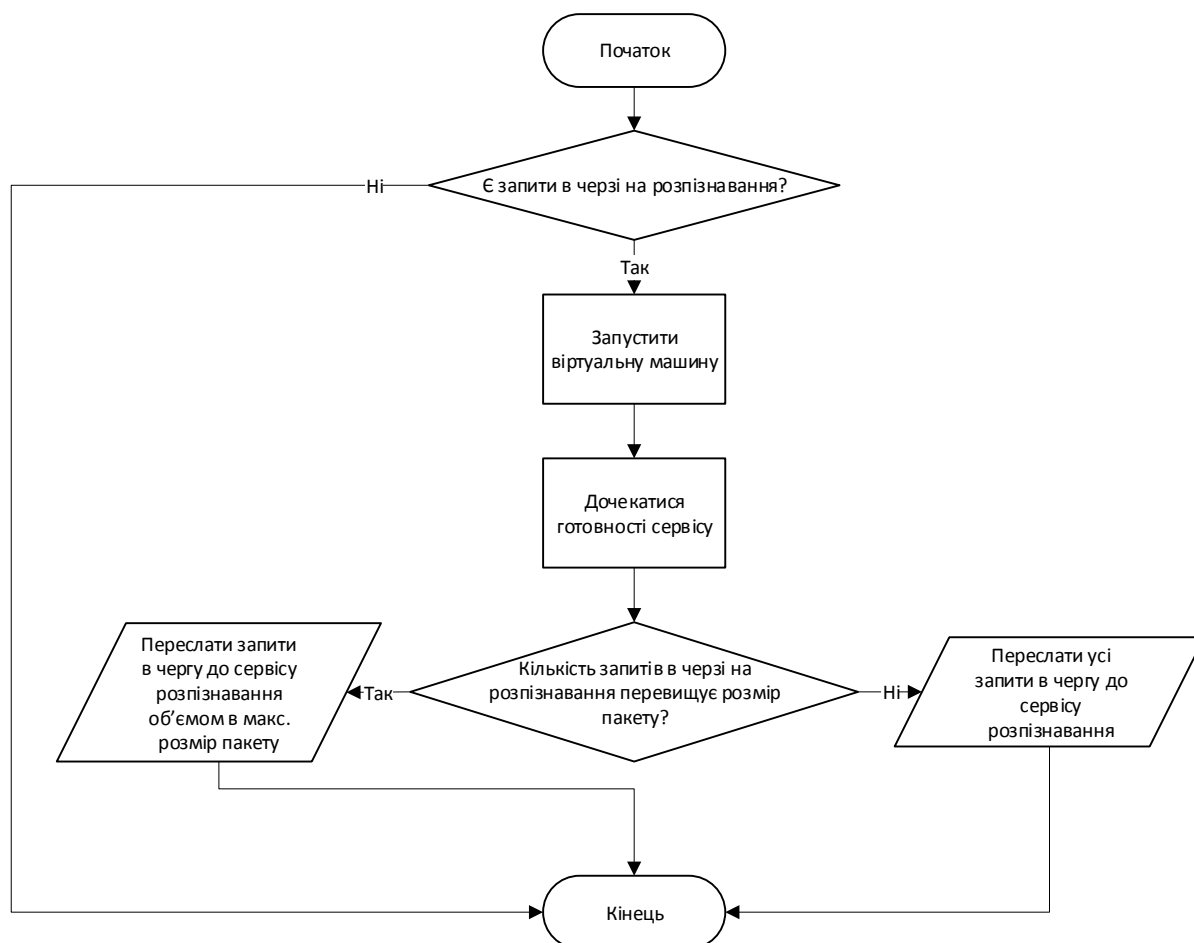 Початок
Є запити в черзі на розпізнавання?
Ні
Так
Запустити
віртуальну машину
Дочекатися
готовності сервісу
Переслати запити
в чергу до сервісу
розпізнавання
об’ємом в макс.
розмір пакету
Так
Кількість запитів в черзі на
розпізнавання перевищує розмір
пакету?
Ні
Переслати усі
запити в чергу до
сервісу
розпізнавання
Кінець